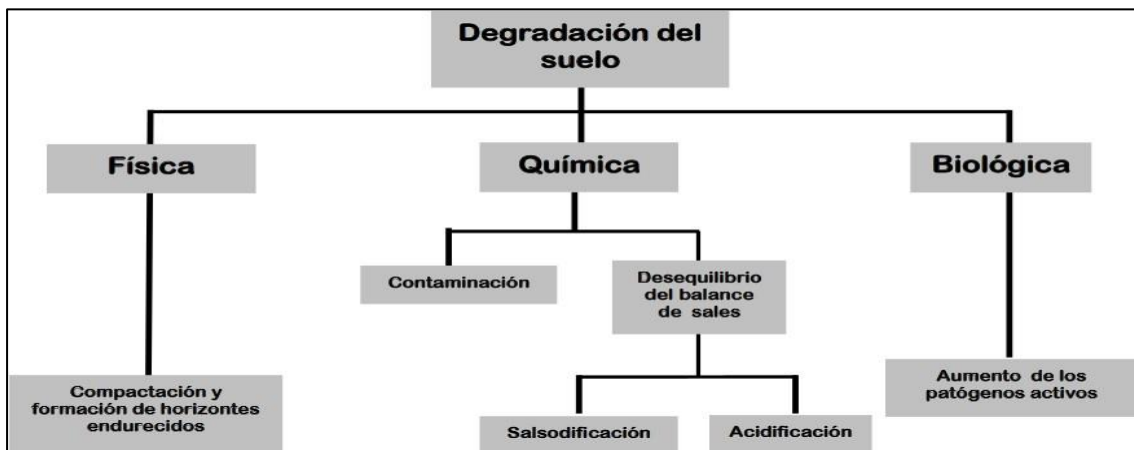 Degradación del
suelo
Física
Química
Biológica
Contaminación
Desequilibrio
del balance
de sales
Compactación y
formación de horizontes
endurecidos
Salsodificación
Acidificación
Aumento de los
patógenos activos